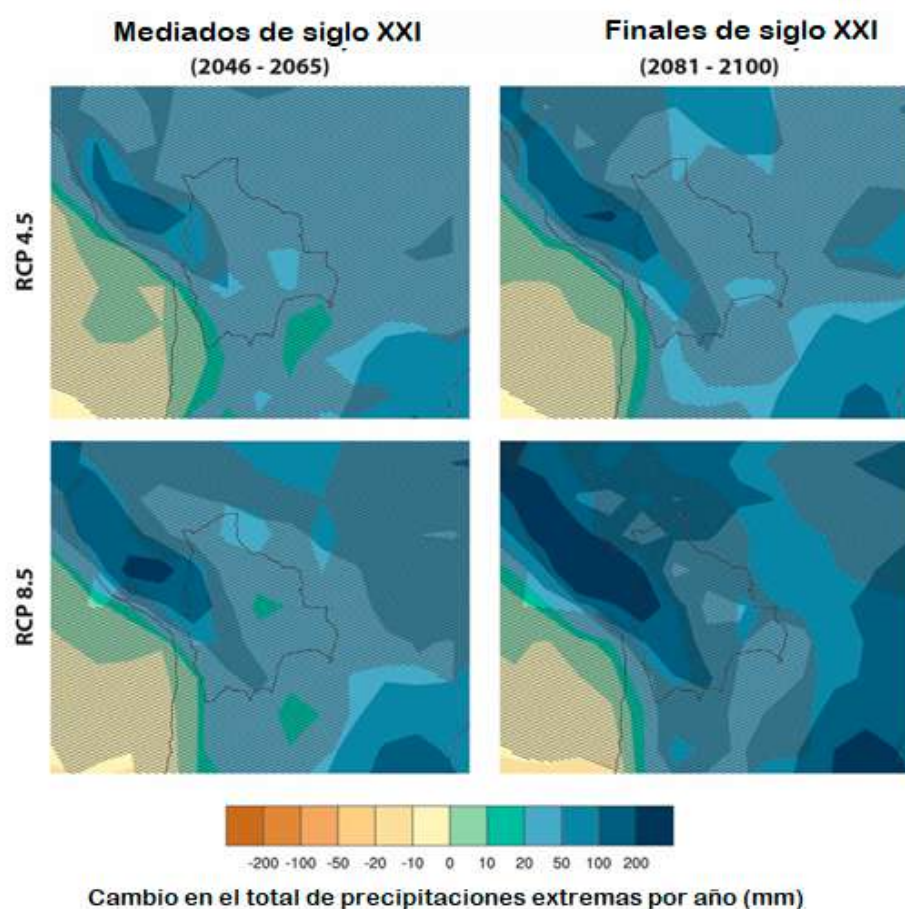 Mediados de siglo XXI
(2046 - 2065)
Finales de siglo XXI
(2081 - 2100)
RCP 4.5
RCP 8.5
-200 -100 -50 -20 -10 0 10 20 50 100 200
Cambio en el total de precipitaciones extremas por año (mm)